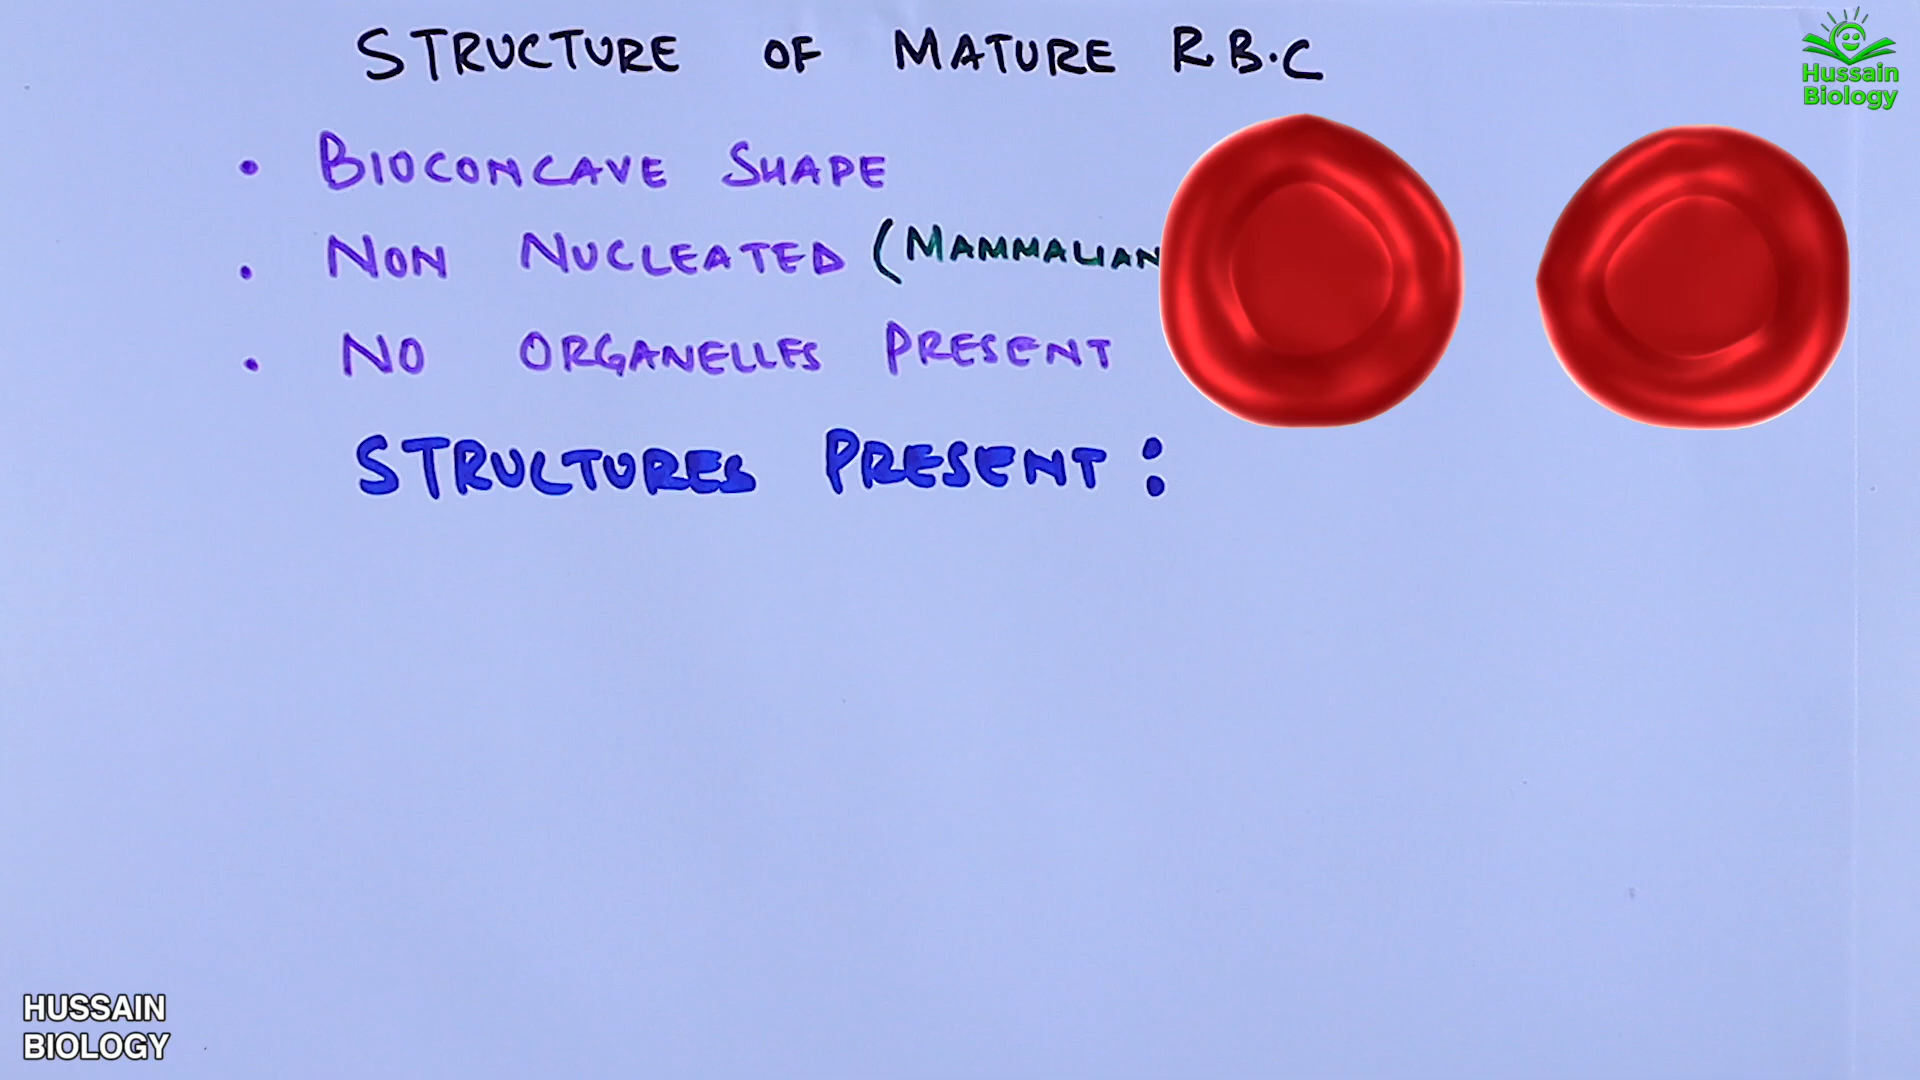 STRUCTURE OF MATURE R.B.C
Hussain
Biology
• BIOCONCAVE SHAPE
• NON NUCLEATED (MAMMALIAN
• NO ORGANELLES PRESENT
STRUCTURES PRESENT :
HUSSAIN
BIOLOGY